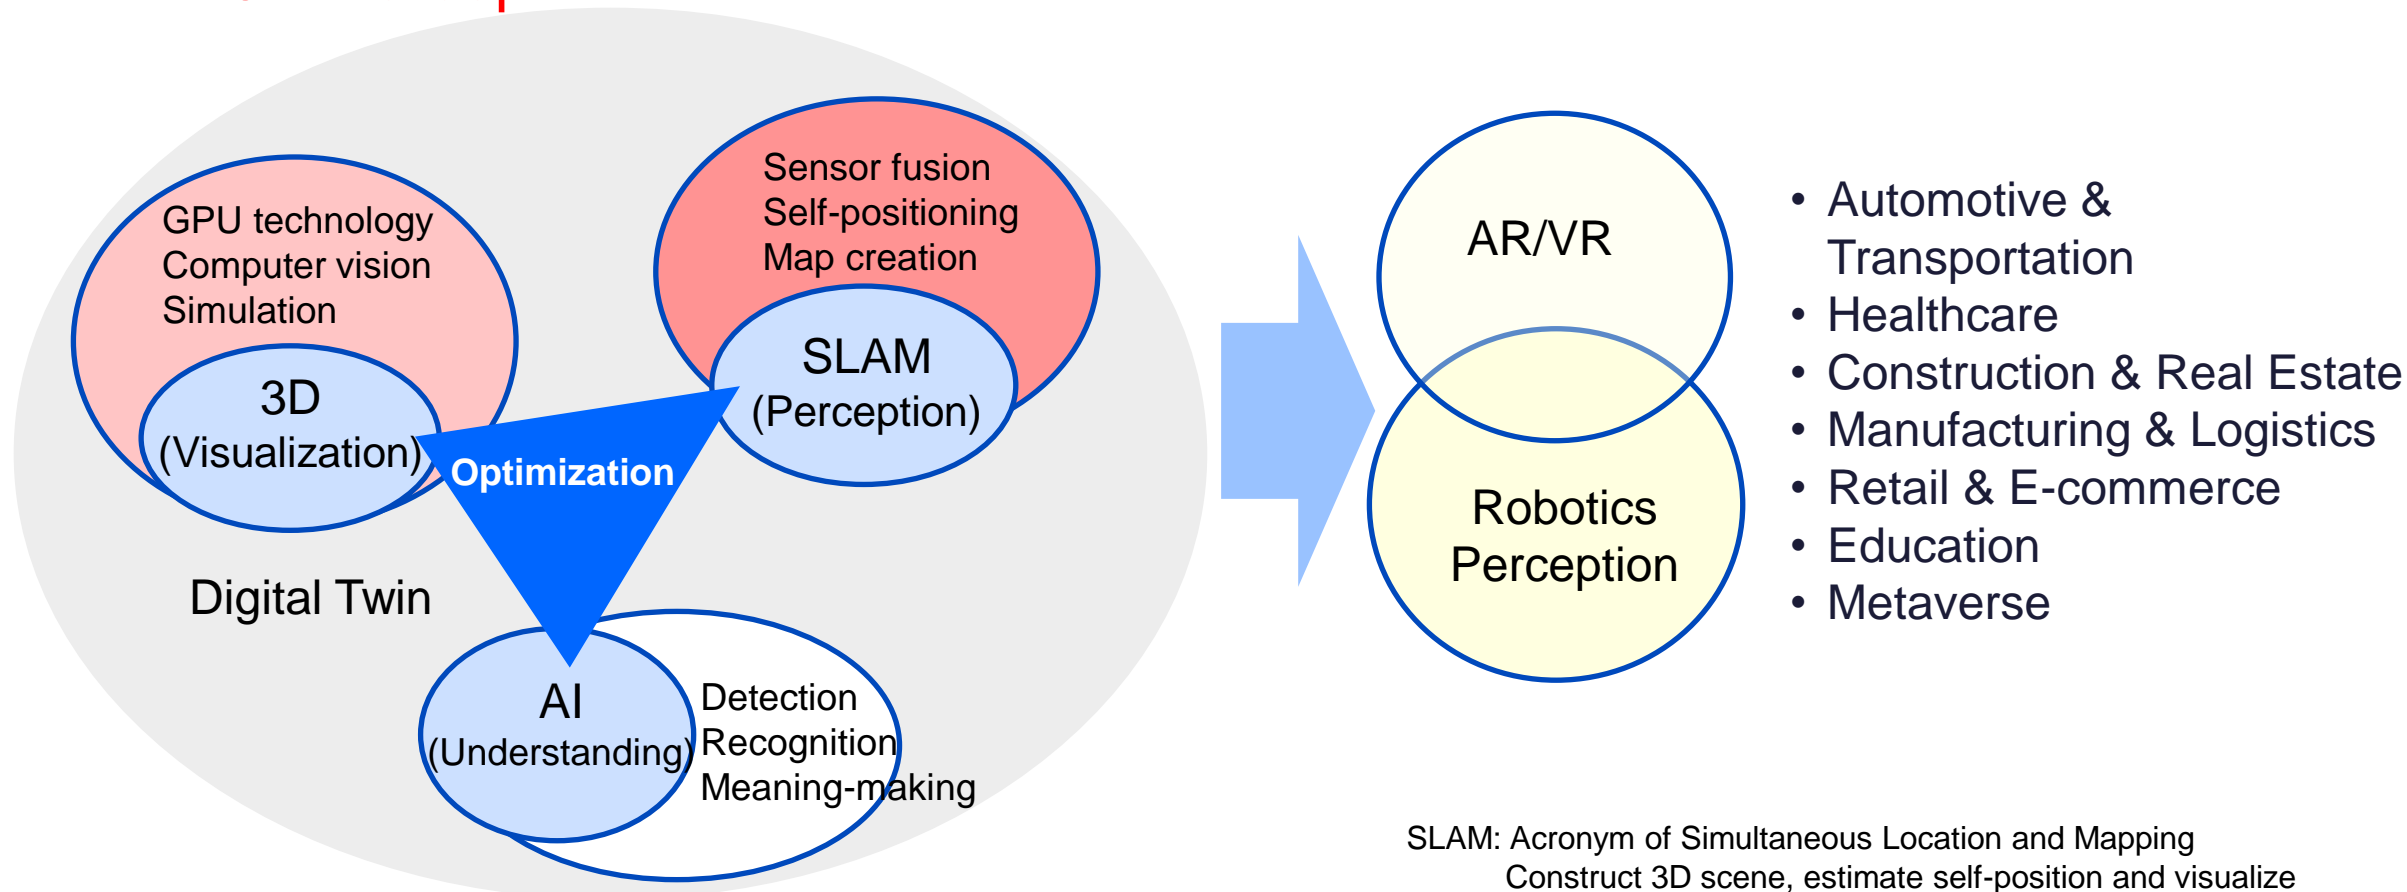 Sensor fusion
Self-positioning
Map creation
GPU technology
Computer vision
Simulation
3D
(Visualization)
SLAM
(Perception)
Optimization
Digital Twin
AI
(Understanding)
Detection
Recognition
Meaning-making
AR/VR
Robotics
Perception
• Automotive &
Transportation
• Healthcare
• Construction & Real Estate
• Manufacturing & Logistics
• Retail & E-commerce
• Education
• Metaverse
SLAM: Acronym of Simultaneous Location and Mapping
Construct 3D scene, estimate self-position and visualize